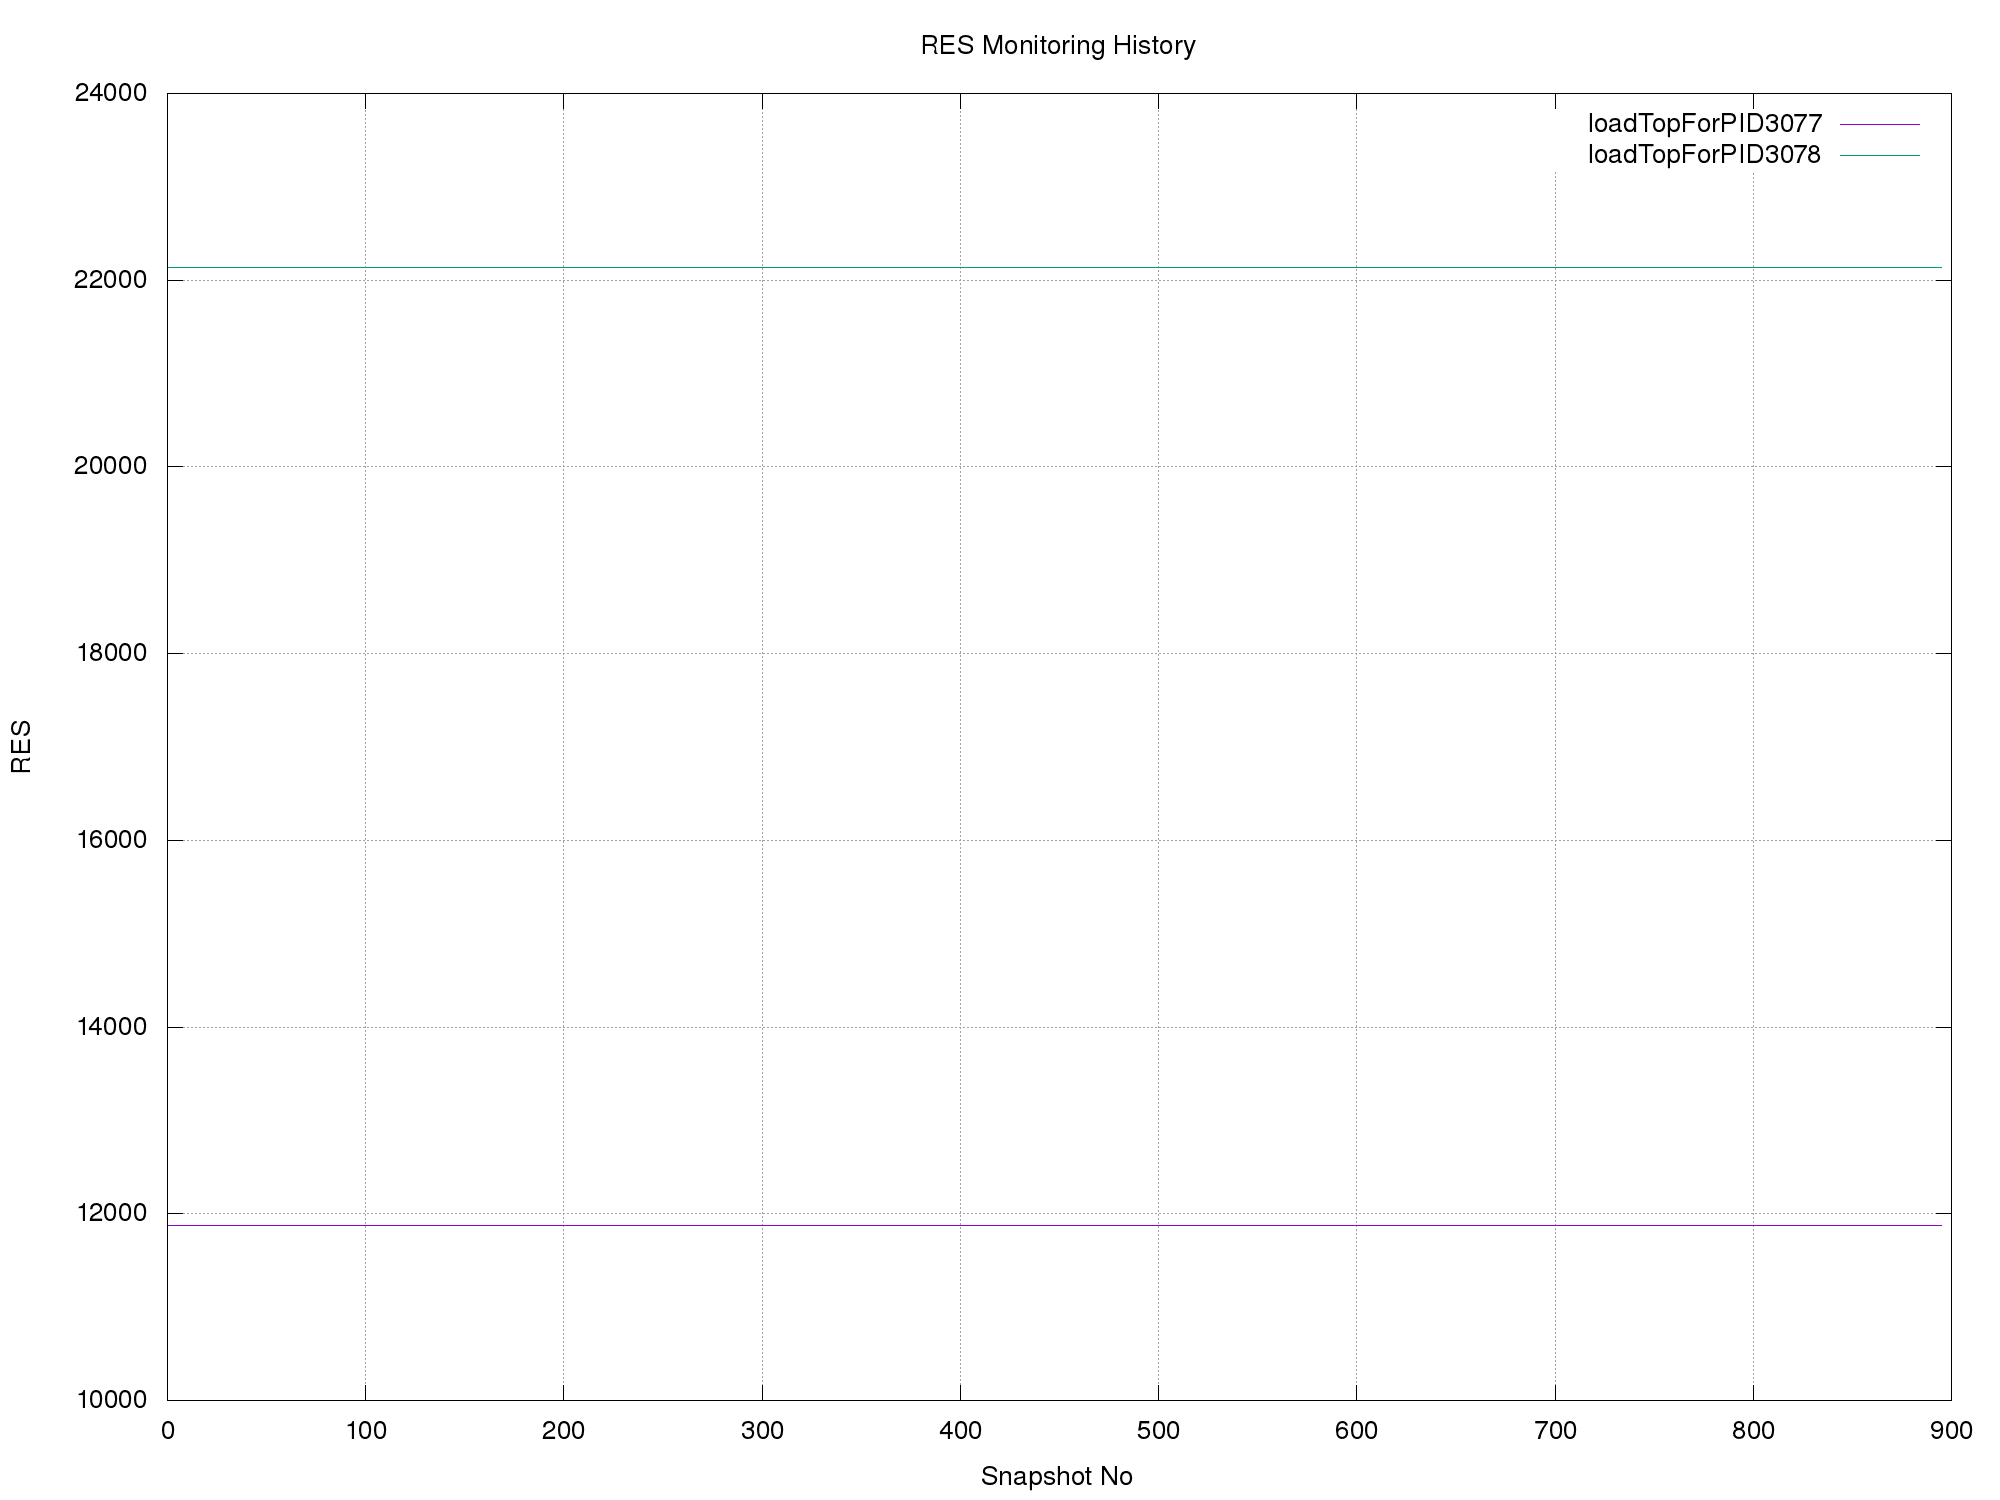 RES Monitoring History
24000
22000
20000
18000
16000
14000
12000
10000
RES
loadTopForPID3077
loadTopForPID3078
0 100 200 300 400 500 600 700 800 900
Snapshot No